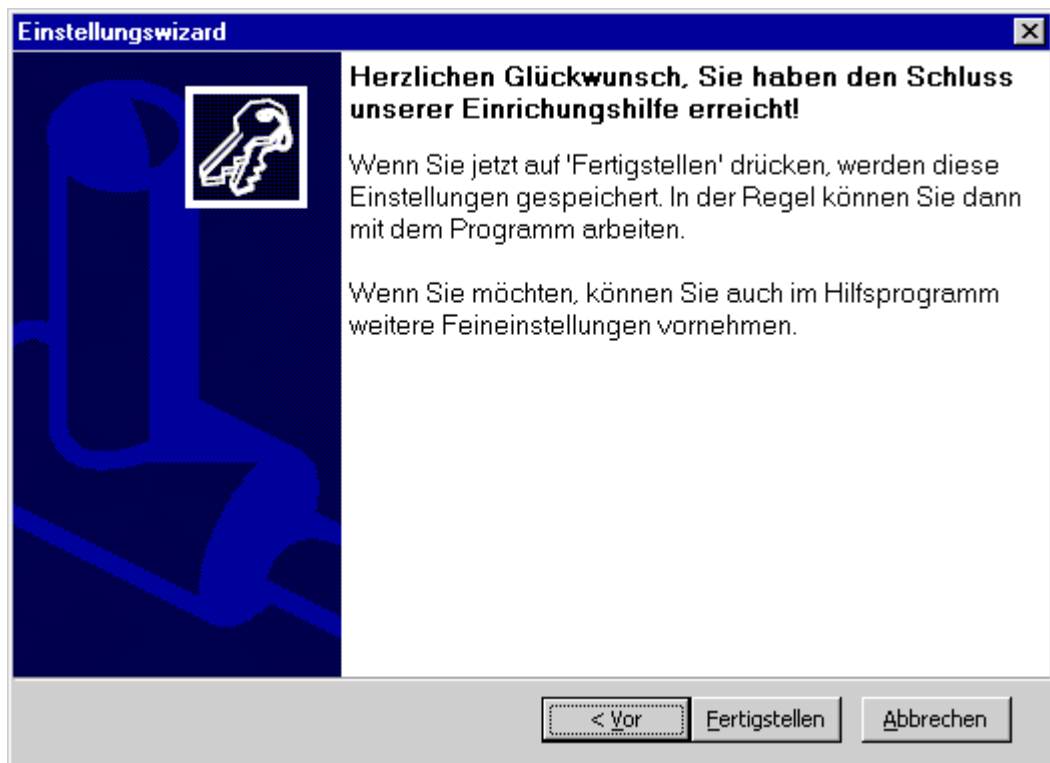 Einstellungswizard
Herzlichen Glückwunsch, Sie haben den Schluss
unserer Einrichungshilfe erreicht!
Wenn Sie jetzt auf 'Fertigstellen' drücken, werden diese
Einstellungen gespeichert. In der Regel können Sie dann
mit dem Programm arbeiten.
Wenn Sie möchten, können Sie auch im Hilfsprogramm
weitere Feineinstellungen vornehmen.
< Vor
Fertigstellen
Abbrechen